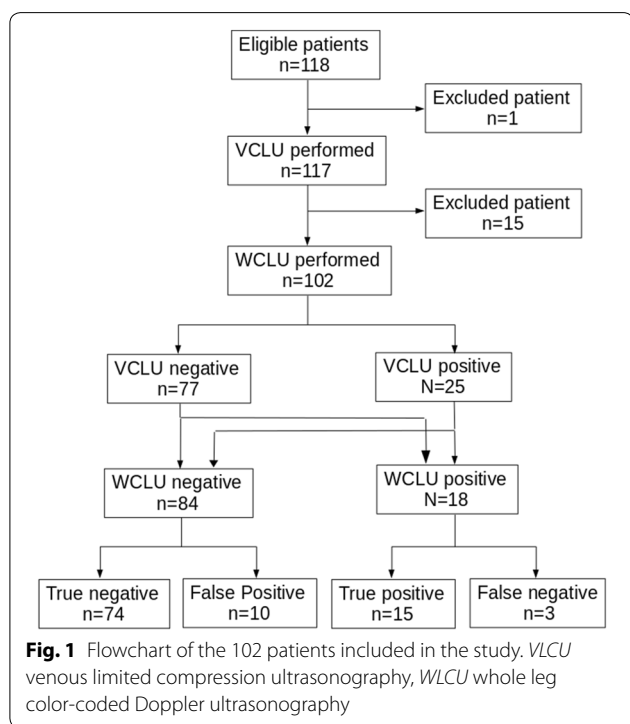 Eligible patients
n=118
Excluded patient
n=1
VCLU performed
n=117
Excluded patient
n=15
WCLU performed
n=102
VCLU negative
n=77
VCLU positive
N=25
WCLU negative
n=84
WCLU positive
N=18
True negative
n=74
False Positive
n=10
True positive
n=15
False negative
n=3
Fig. 1 Flowchart of the 102 patients included in the study. VLCU
venous limited compression ultrasonography, WLCU whole leg
color-coded Doppler ultrasonography